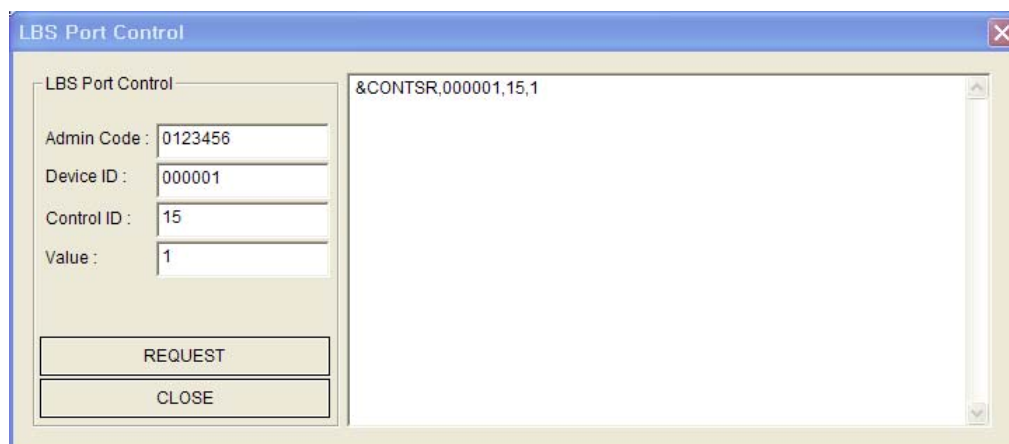 LBS Port Control
LBS Port Control
Admin Code : 0123456
Device ID : 000001
Control ID : 15
Value : 1
REQUEST
CLOSE
&CONTSR,000001,15,1